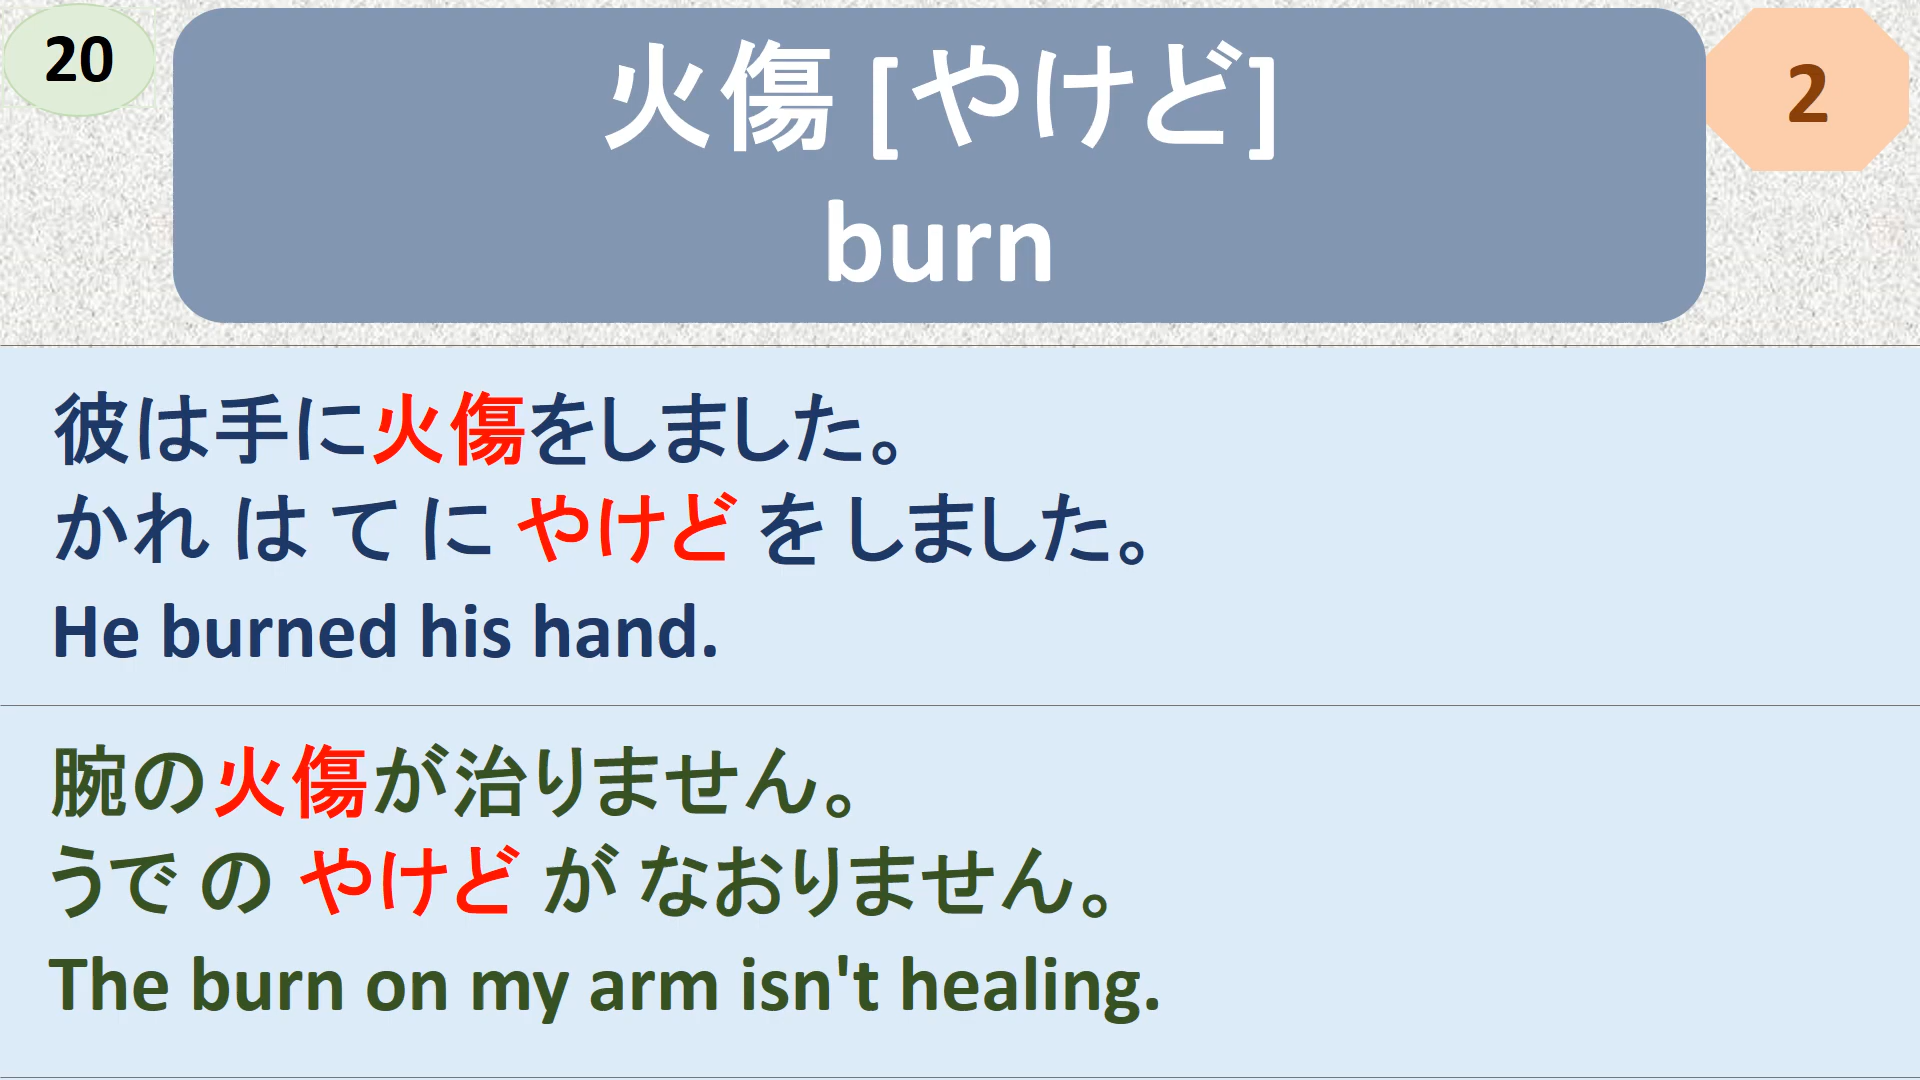 20
火傷 [やけど]
burn
2
彼は手に火傷をしました。
かれ は て に やけど を しました。
He burned his hand.
腕の火傷が治りません。
うで の やけど が なおりません。
The burn on my arm isn't healing.